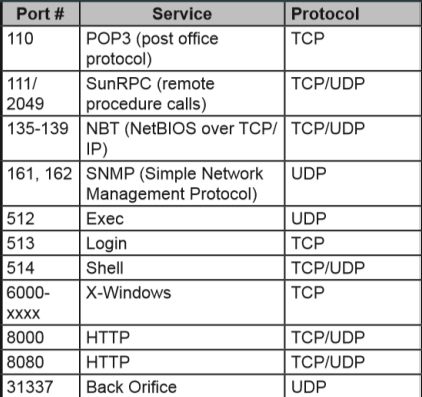 Port # Service Protocol
110 POP3 (post office TCP
protocol)
111/ SunRPC (remote TCP/UDP
2049 procedure calls)
135-139 NBT (NetBIOS over TCP/ TCP/UDP
IP)
161, 162 SNMP (Simple Network UDP
Management Protocol)
512 Exec UDP
513 Login TCP
514 Shell TCP/UDP
6000- X-Windows TCP
xxxx
8000 HTTP TCP/UDP
8080 HTTP TCP/UDP
31337 Back Orifice UDP